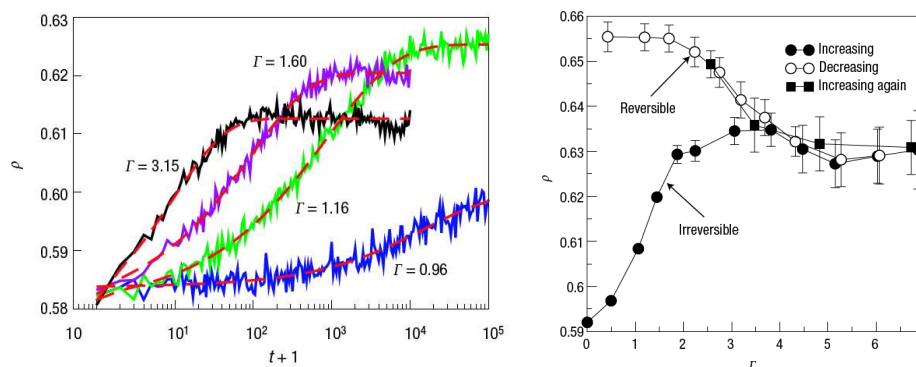 0.63
0.62
0.61
0.60
0.59
0.58
ρ
Γ = 1.60
Γ = 3.15
Γ = 1.16
Γ = 0.96
10
10¹
10²
10³
10⁴
10⁵
t + 1
0.66
0.65
0.64
0.63
0.62
0.61
0.6
0.59
ρ
Increasing
Decreasing
Increasing again
Reversible
Irreversible
0
1
2
3
4
5
6